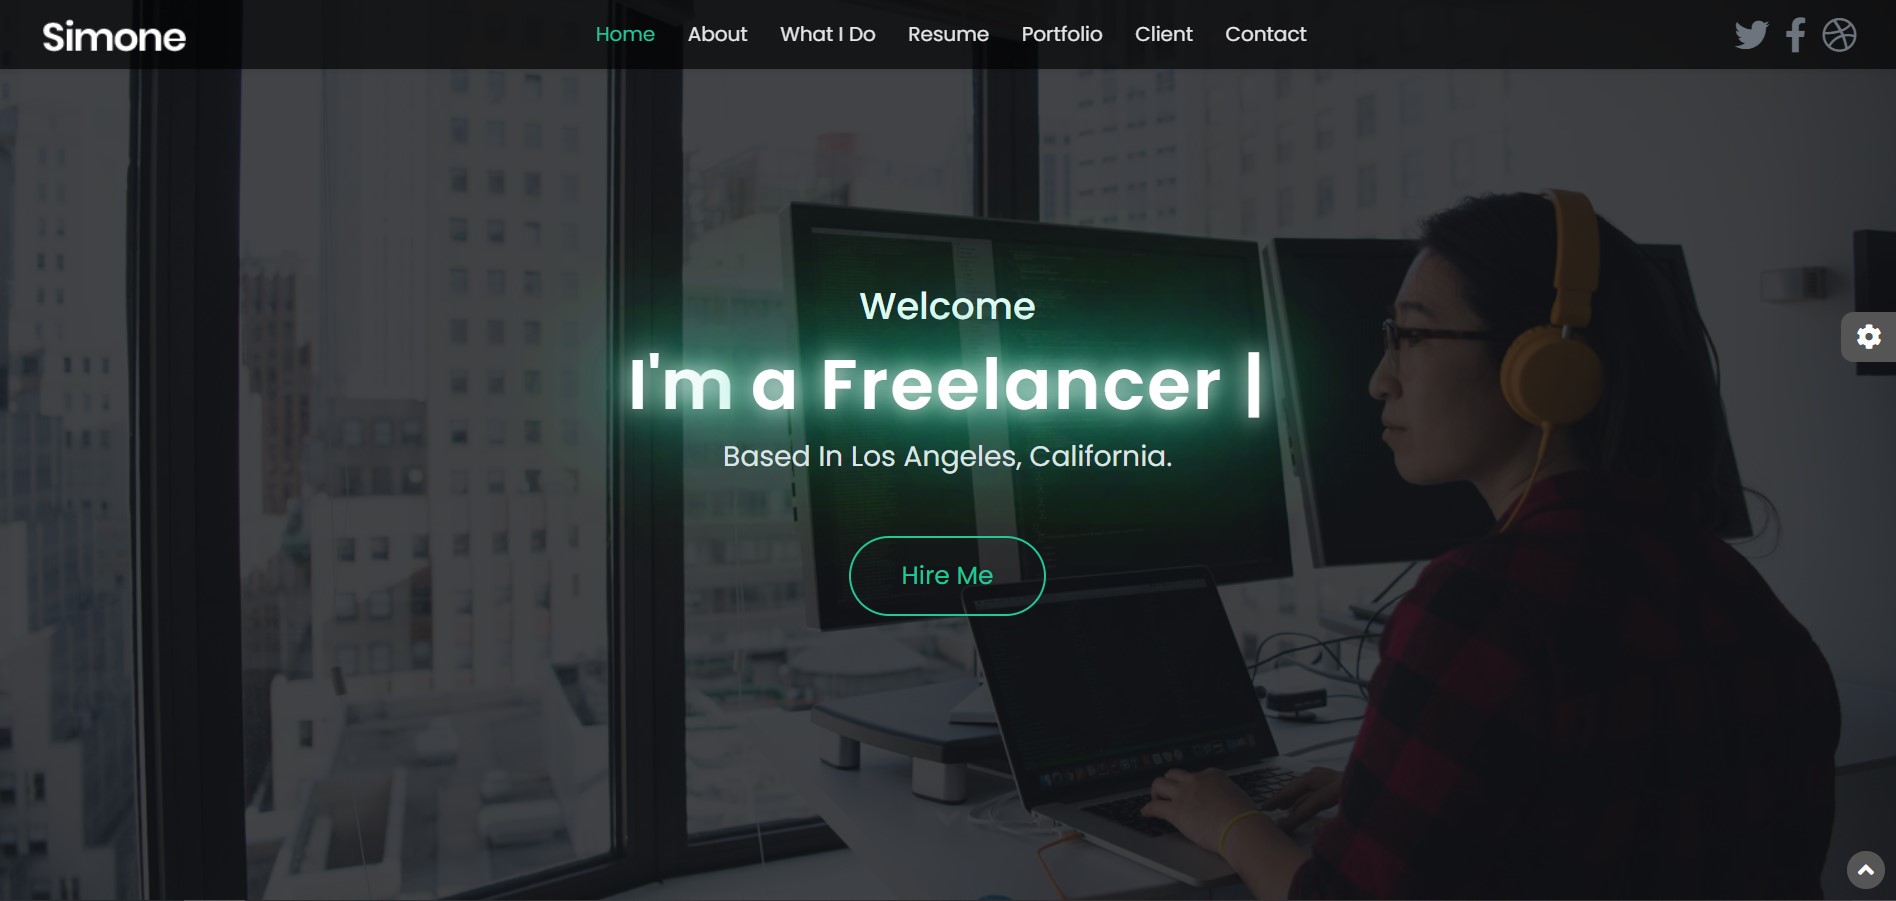 Simone
Home About What I Do Resume Portfolio Client Contact
Welcome
I'm a Freelancer |
Based In Los Angeles, California.
Hire Me